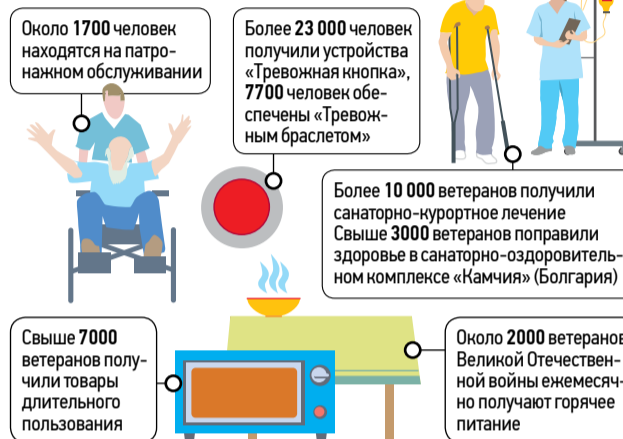 Около 1700 человек
находятся на патро-
нажном обслуживании
Более 23 000 человек
получили устройства
«Тревожная кнопка»,
7700 человек обе-
спечены «Тревож-
ным браслетом»
Более 10 000 ветеранов получили
санаторно-курортное лечение
Свыше 3000 ветеранов поправили
здоровье в санаторно-оздоровитель-
ном комплексе «Камчия» (Болгария)
Свыше 7000
ветеранов полу-
чили товары
длительного
пользования
Около 2000 ветеранов
Великой Отечествен-
ной войны ежемесяч-
но получают горячее
питание